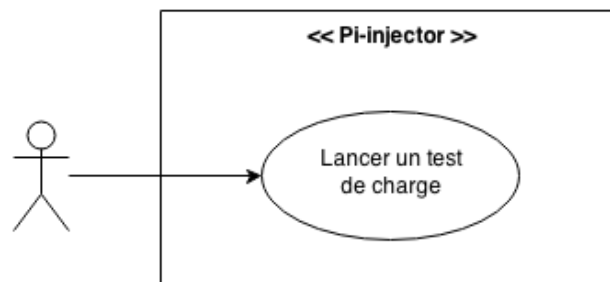 << Pi-injector >>
Lancer un test
de charge